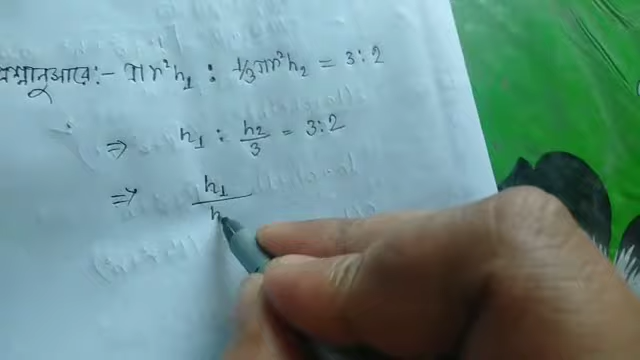 প্রশ্নানুসারে:- πr²h₁ : 1/3πr²h₂ = 3:2
⇒ h₁ : h₂/3 = 3:2
⇒ h₁/h